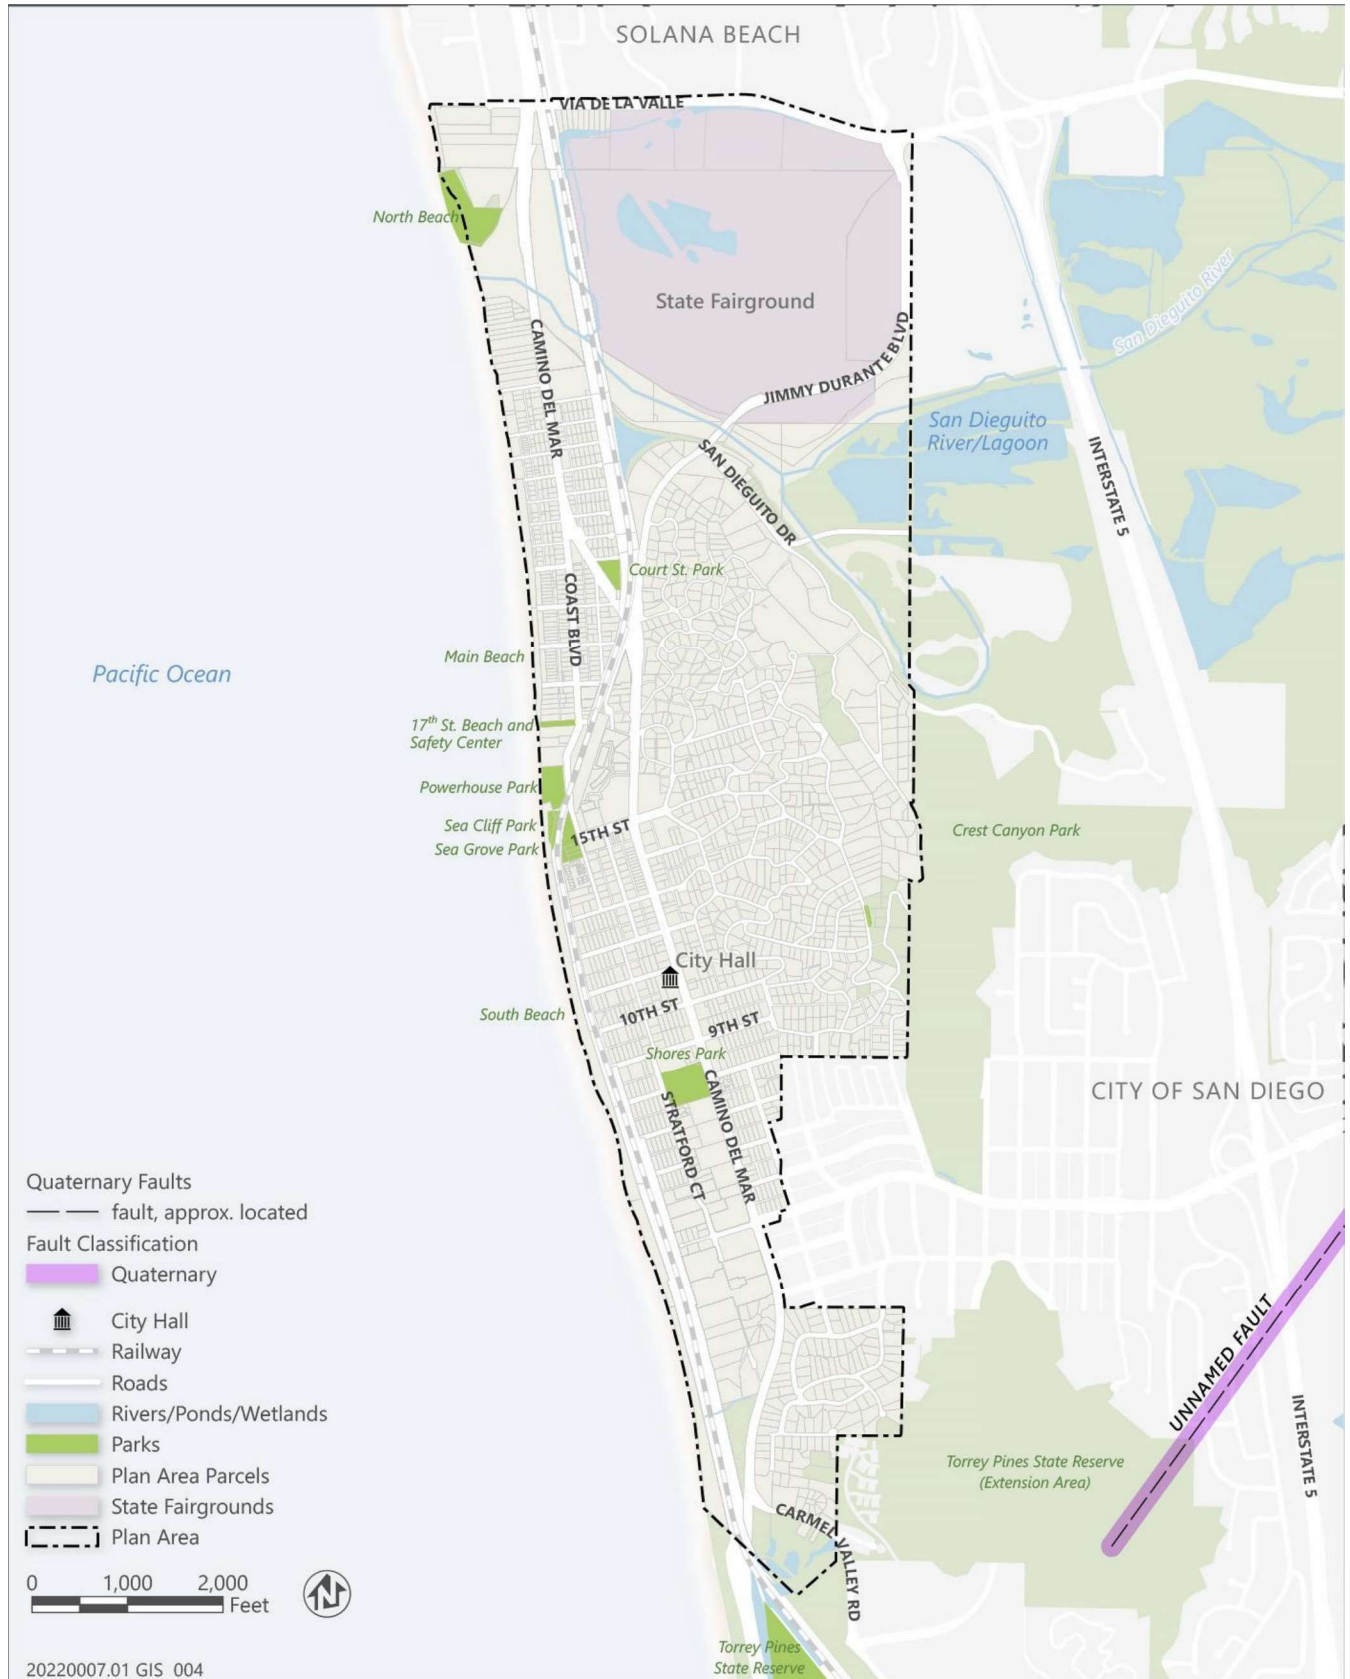 SOLANA BEACH
VIA DE LA VALLE
North Beach
State Fairground
San Dieguito River
CAMINO DEL MAR
JIMMY DURANTE BLVD
San Dieguito
River/Lagoon
SAN DIEGUITO DR
INTERSTATE 5
Court St. Park
COAST BLVD
Main Beach
Pacific Ocean
17th St. Beach and
Safety Center
Powerhouse Park
Sea Cliff Park
15TH ST
Crest Canyon Park
Sea Grove Park
City Hall
South Beach
10TH ST
9TH ST
Shores Park
CITY OF SAN DIEGO
STRATFORD CT
CAMINO DEL MAR
UNNAMED FAULT
INTERSTATE 5
Torrey Pines State Reserve
(Extension Area)
CARMEL VALLEY RD
Torrey Pines
State Reserve
Quaternary Faults
fault, approx. located
Fault Classification
Quaternary
City Hall
Railway
Roads
Rivers/Ponds/Wetlands
Parks
Plan Area Parcels
State Fairgrounds
Plan Area
0 1,000 2,000
Feet
N
20220007.01 GIS 004